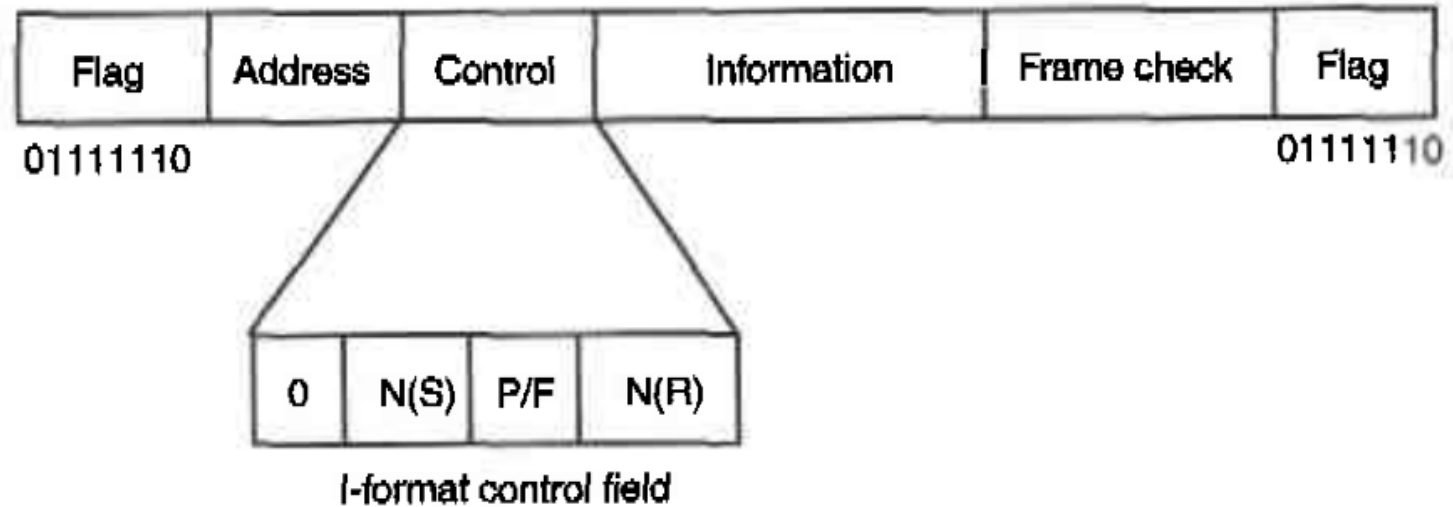 Flag Address Control Information Frame check Flag
01111110 01111110
0 N(S) P/F N(R)
I-format control field